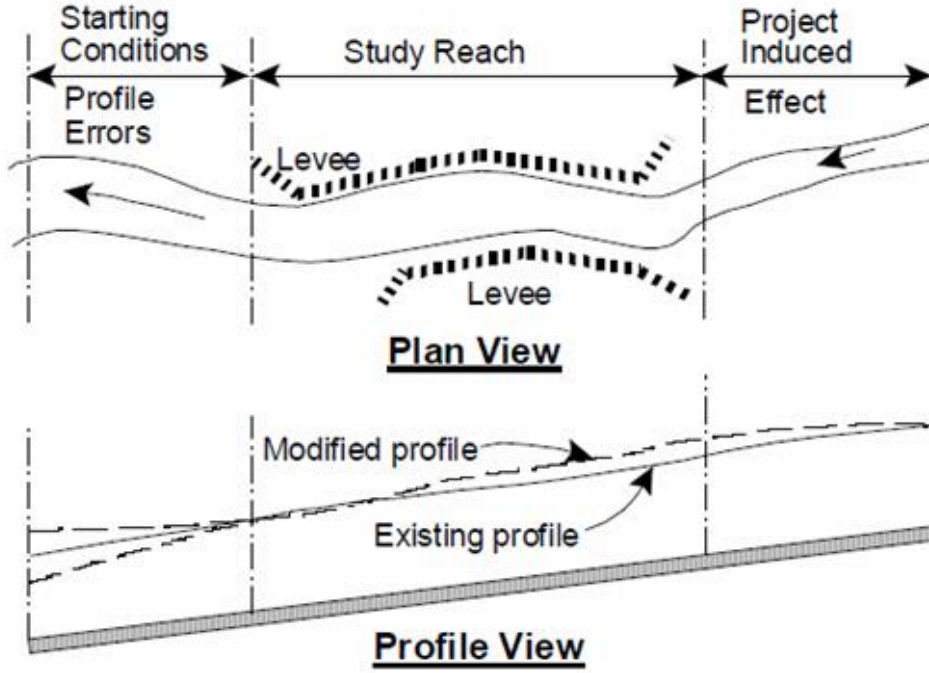 Starting
Conditions
Profile
Errors
Study Reach
Project
Induced
Effect
Levee
Levee
Plan View
Modified profile
Existing profile
Profile View